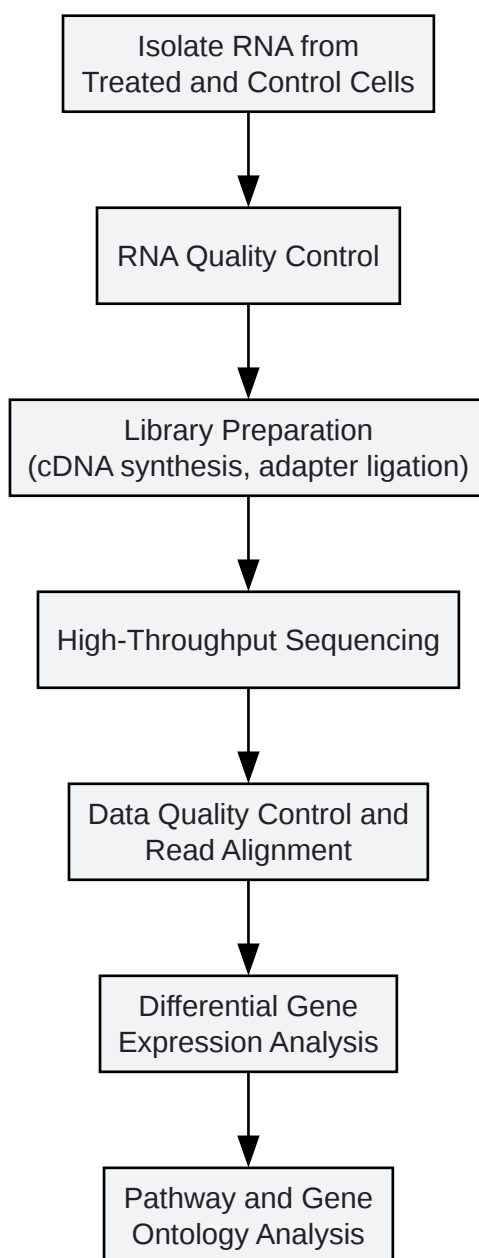 Isolate RNA from
Treated and Control Cells
RNA Quality Control
Library Preparation
(cDNA synthesis, adapter ligation)
High-Throughput Sequencing
Data Quality Control and
Read Alignment
Differential Gene
Expression Analysis
Pathway and Gene
Ontology Analysis